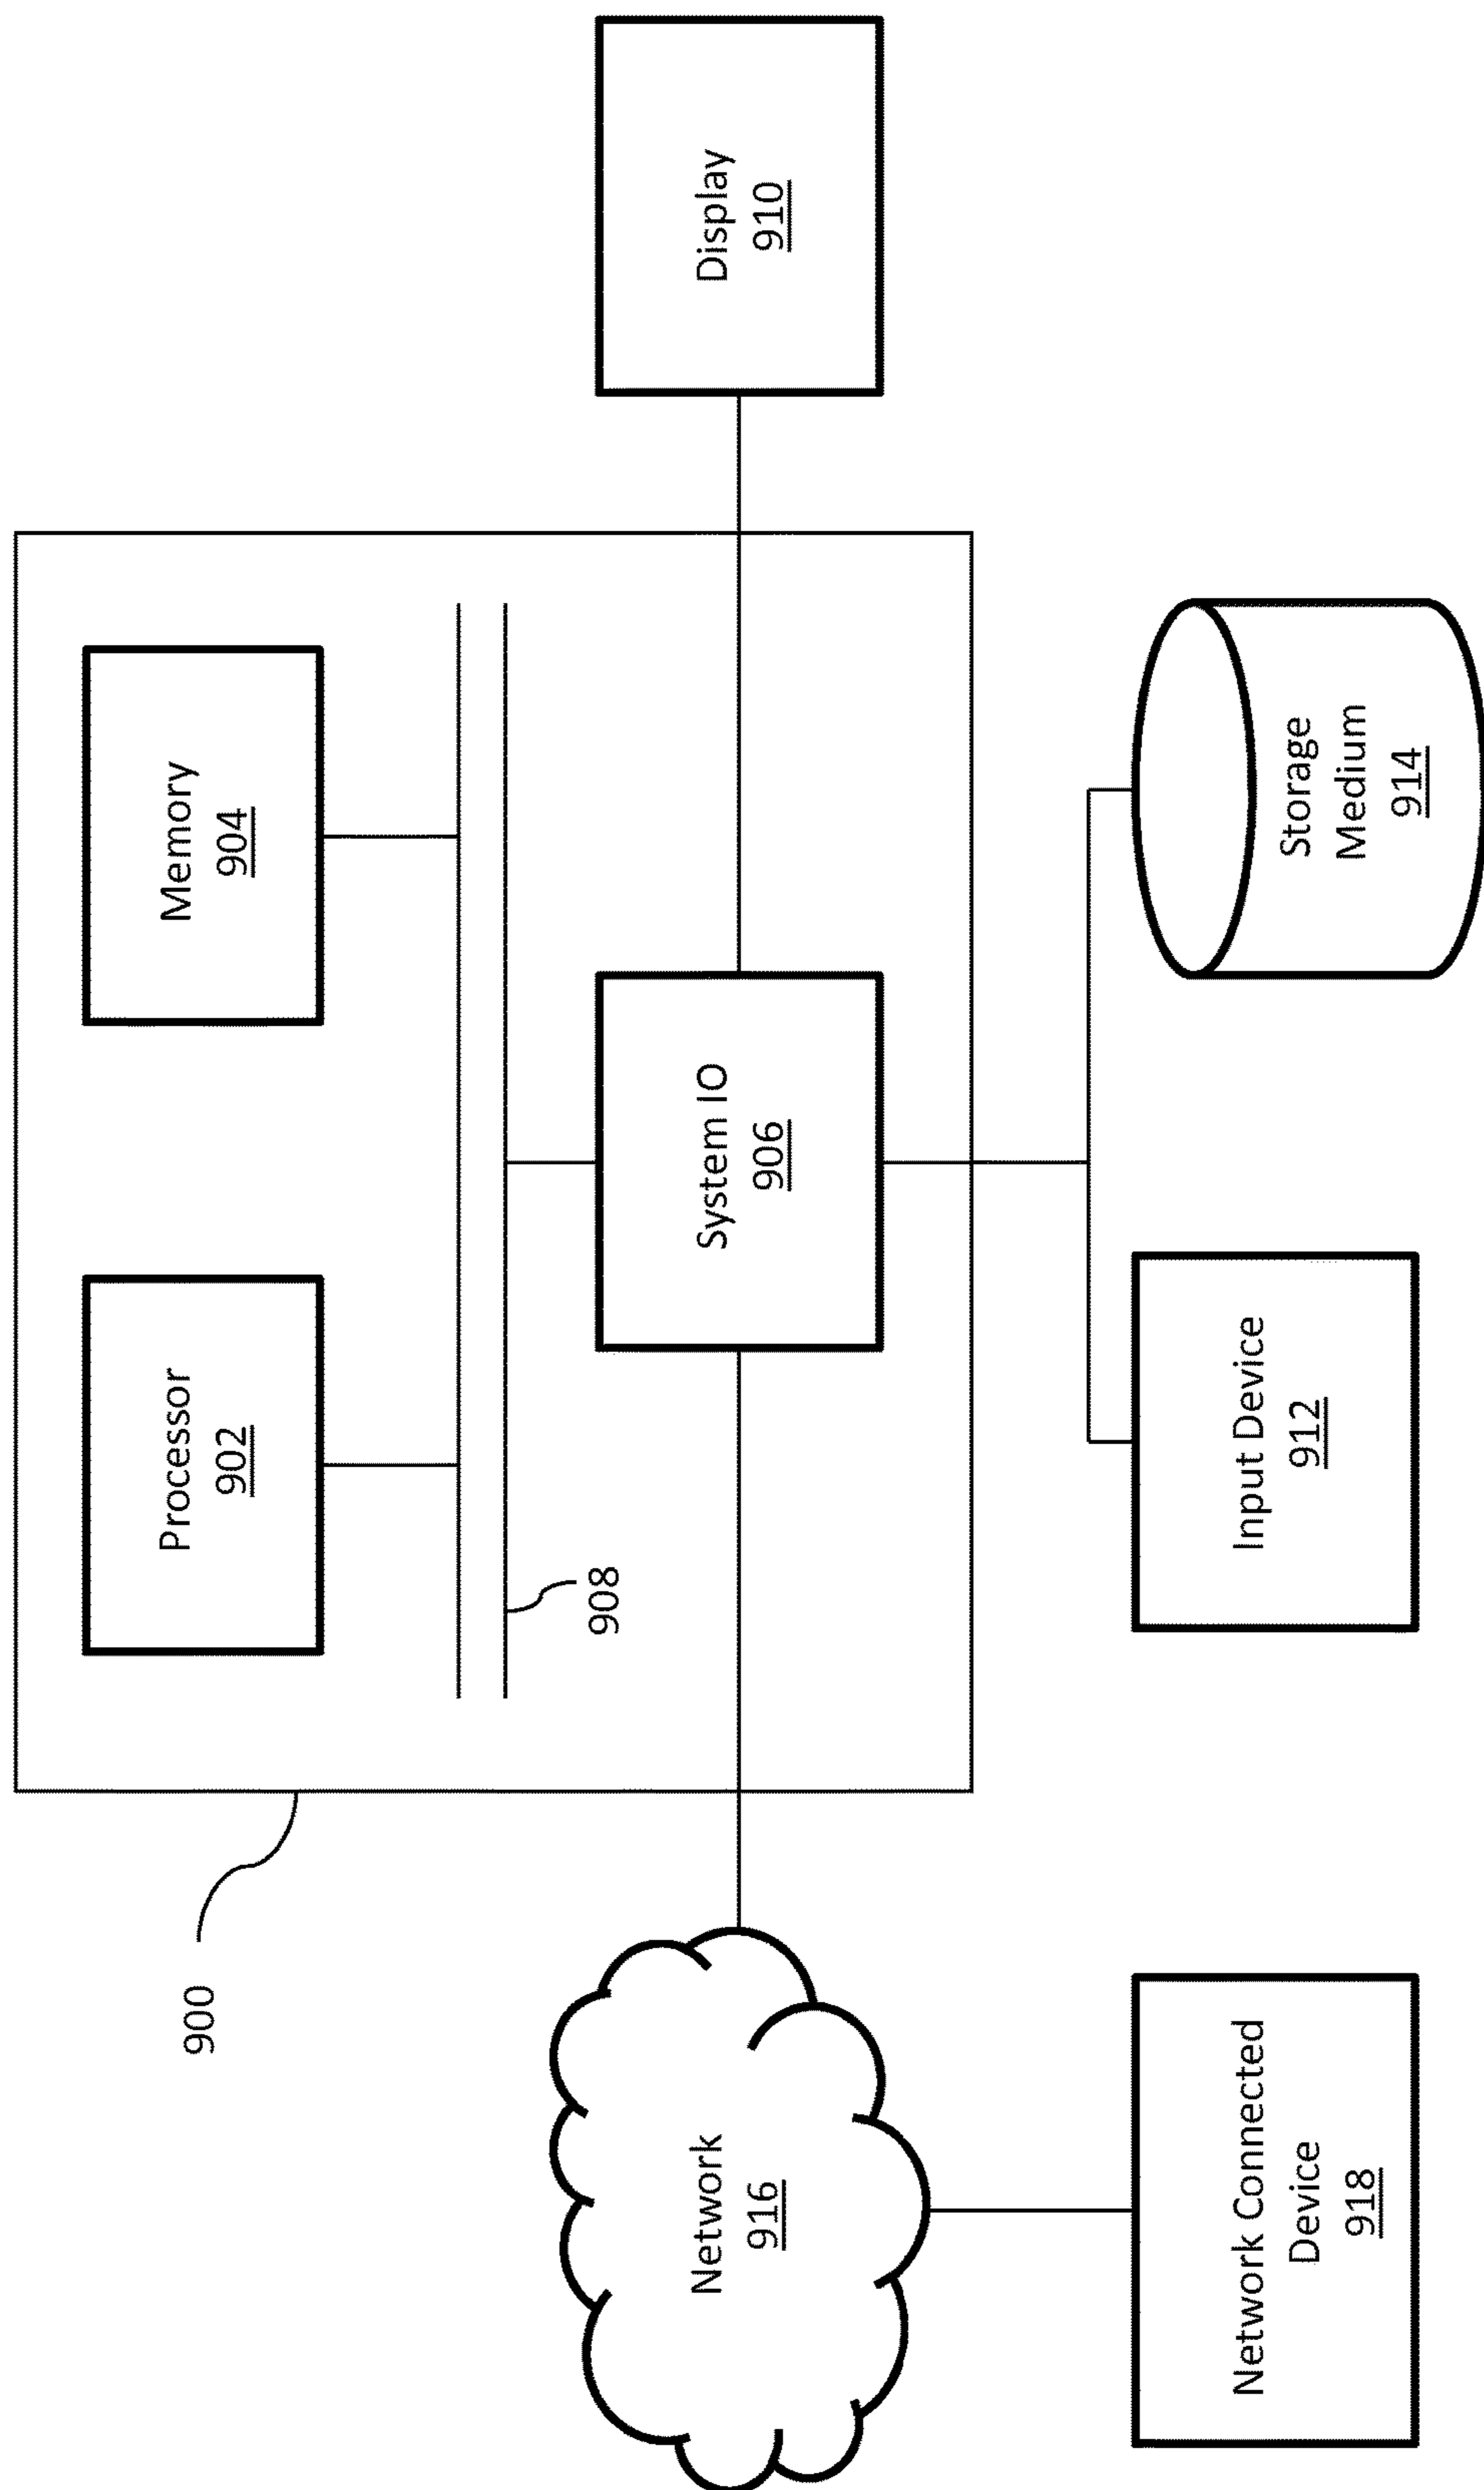 900
Processor
902
Memory
904
908
Network
916
System IO
906
Display
910
Network Connected
Device
918
Input Device
912
Storage
Medium
914